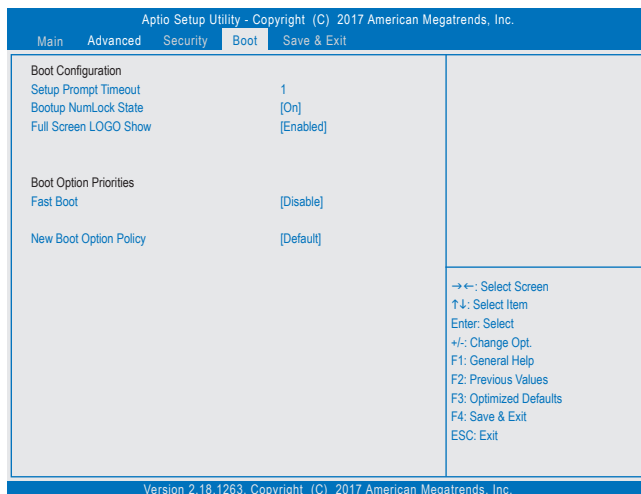 Aptio Setup Utility - Copyright (C) 2017 American Megatrends, Inc.
Main Advanced Security Boot Save & Exit
Boot Configuration
Setup Prompt Timeout 1
Bootup NumLock State [On]
Full Screen LOGO Show [Enabled]
Boot Option Priorities
Fast Boot [Disable]
New Boot Option Policy [Default]
→←: Select Screen
↑↓: Select Item
Enter: Select
+/-: Change Opt.
F1: General Help
F2: Previous Values
F3: Optimized Defaults
F4: Save & Exit
ESC: Exit
Version 2.18.1263. Copyright (C) 2017 American Megatrends, Inc.